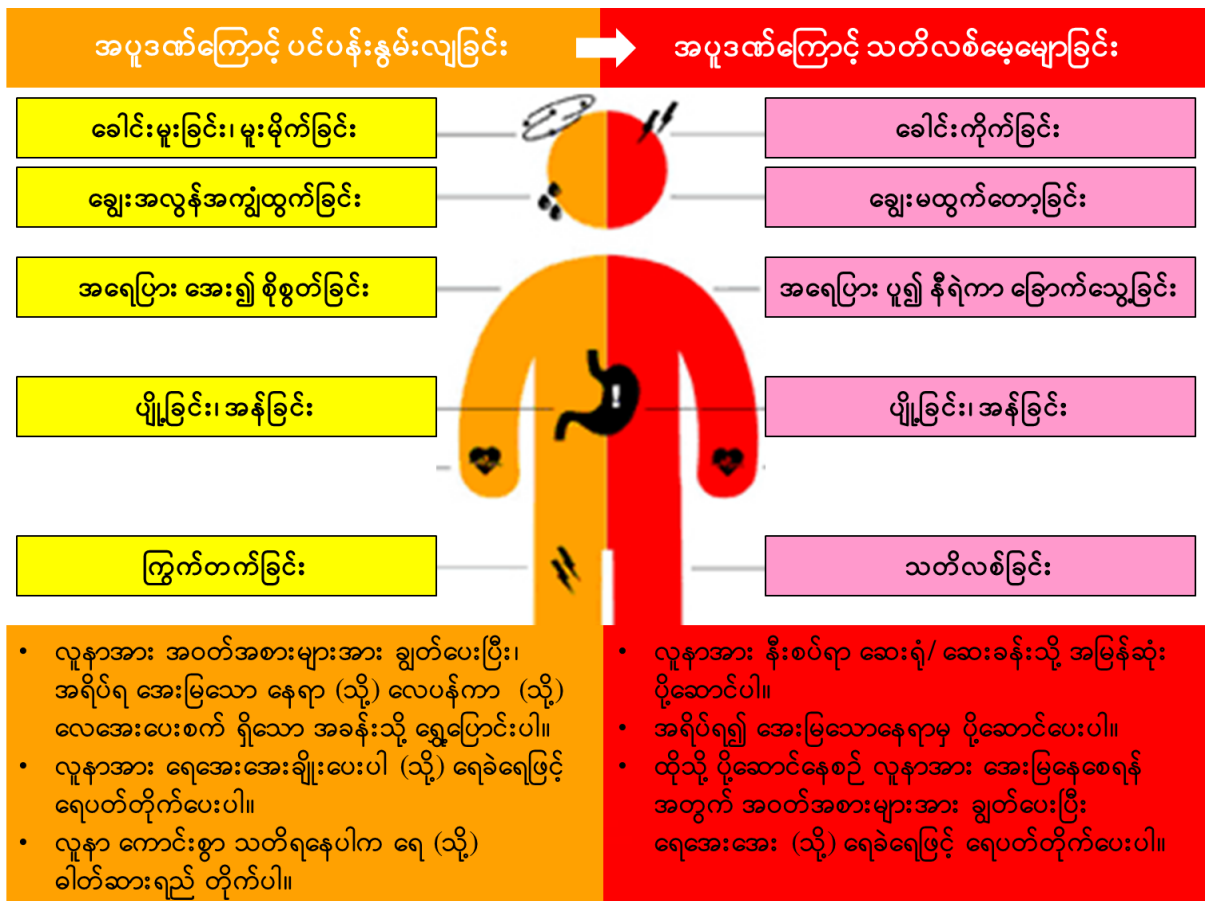 အပူဒဏ်ကြောင့် ပင်ပန်းနွမ်းလျခြင်း
အပူဒဏ်ကြောင့် သတိလစ်မေ့မျောခြင်း
ခေါင်းမူးခြင်း၊ မူးမိုက်ခြင်း
ခေါင်းကိုက်ခြင်း
ချွေးအလွန်အကျွံထွက်ခြင်း
ချွေးမထွက်တော့ခြင်း
အရေပြား အေး၍ စိုစွတ်ခြင်း
အရေပြား ပူ၍ နီရဲကာ ခြောက်သွေ့ခြင်း
ပျို့ခြင်း၊ အန်ခြင်း
ပျို့ခြင်း၊ အန်ခြင်း
ကြွက်တက်ခြင်း
သတိလစ်ခြင်း
• လူနာအား အဝတ်အစားများအား ချွတ်ပေးပြီး၊
အရိပ်ရ အေးမြသော နေရာ (သို့) လေပန်ကာ (သို့)
လေအေးပေးစက် ရှိသော အခန်းသို့ ရွှေ့ပြောင်းပါ။
• လူနာအား ရေအေးအေးချိုးပေးပါ (သို့) ရေခဲရေဖြင့်
ရေပတ်တိုက်ပေးပါ။
• လူနာ ကောင်းစွာ သတိရနေပါက ရေ (သို့)
ဓါတ်ဆားရည် တိုက်ပါ။
• လူနာအား နီးစပ်ရာ ဆေးရုံ/ ဆေးခန်းသို့ အမြန်ဆုံး
ပို့ဆောင်ပါ။
• အရိပ်ရ၍ အေးမြသောနေရာမှ ပို့ဆောင်ပေးပါ။
• ထိုသို့ ပို့ဆောင်နေစဉ် လူနာအား အေးမြနေစေရန်
အတွက် အဝတ်အစားများအား ချွတ်ပေးပြီး
ရေအေးအေး (သို့) ရေခဲရေဖြင့် ရေပတ်တိုက်ပေးပါ။